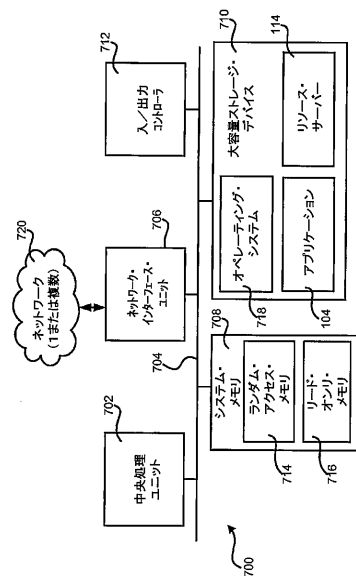 720
ネットワーク
(1または複数)
702
中央処理
ユニット
706
ネットワーク・
インターフェース・
ユニット
712
入/出力
コントローラ
704
708
システム・
メモリ
ランダム・
アクセス・
メモリ
714
リード・
オンリ・
メモリ
716
710
大容量ストレージ・
デバイス
オペレーティング・
システム
718
アプリケーション
104
114
リソース・
サーバー
700